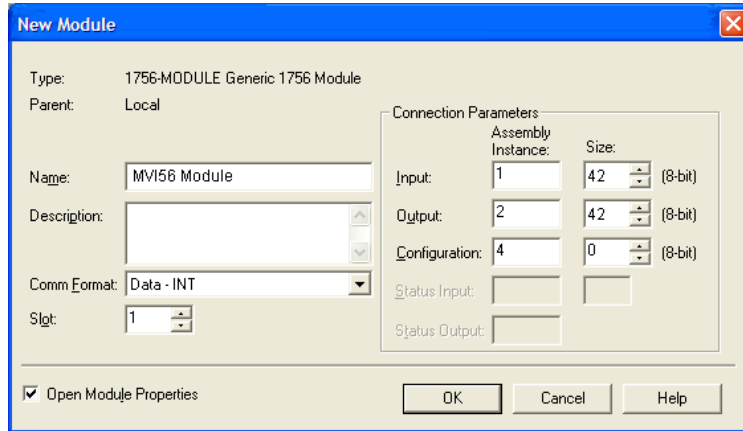 New Module
Type: 1756-MODULE Generic 1756 Module
Parent: Local
Connection Parameters
Assembly Instance: Size:
Name: MVI56 Module
Input: 1 42 (8-bit)
Description:
Output: 2 42 (8-bit)
Configuration: 4 0 (8-bit)
Comm Format: Data - INT
Status Input:
Slot: 1
Status Output:
Open Module Properties
OK Cancel Help